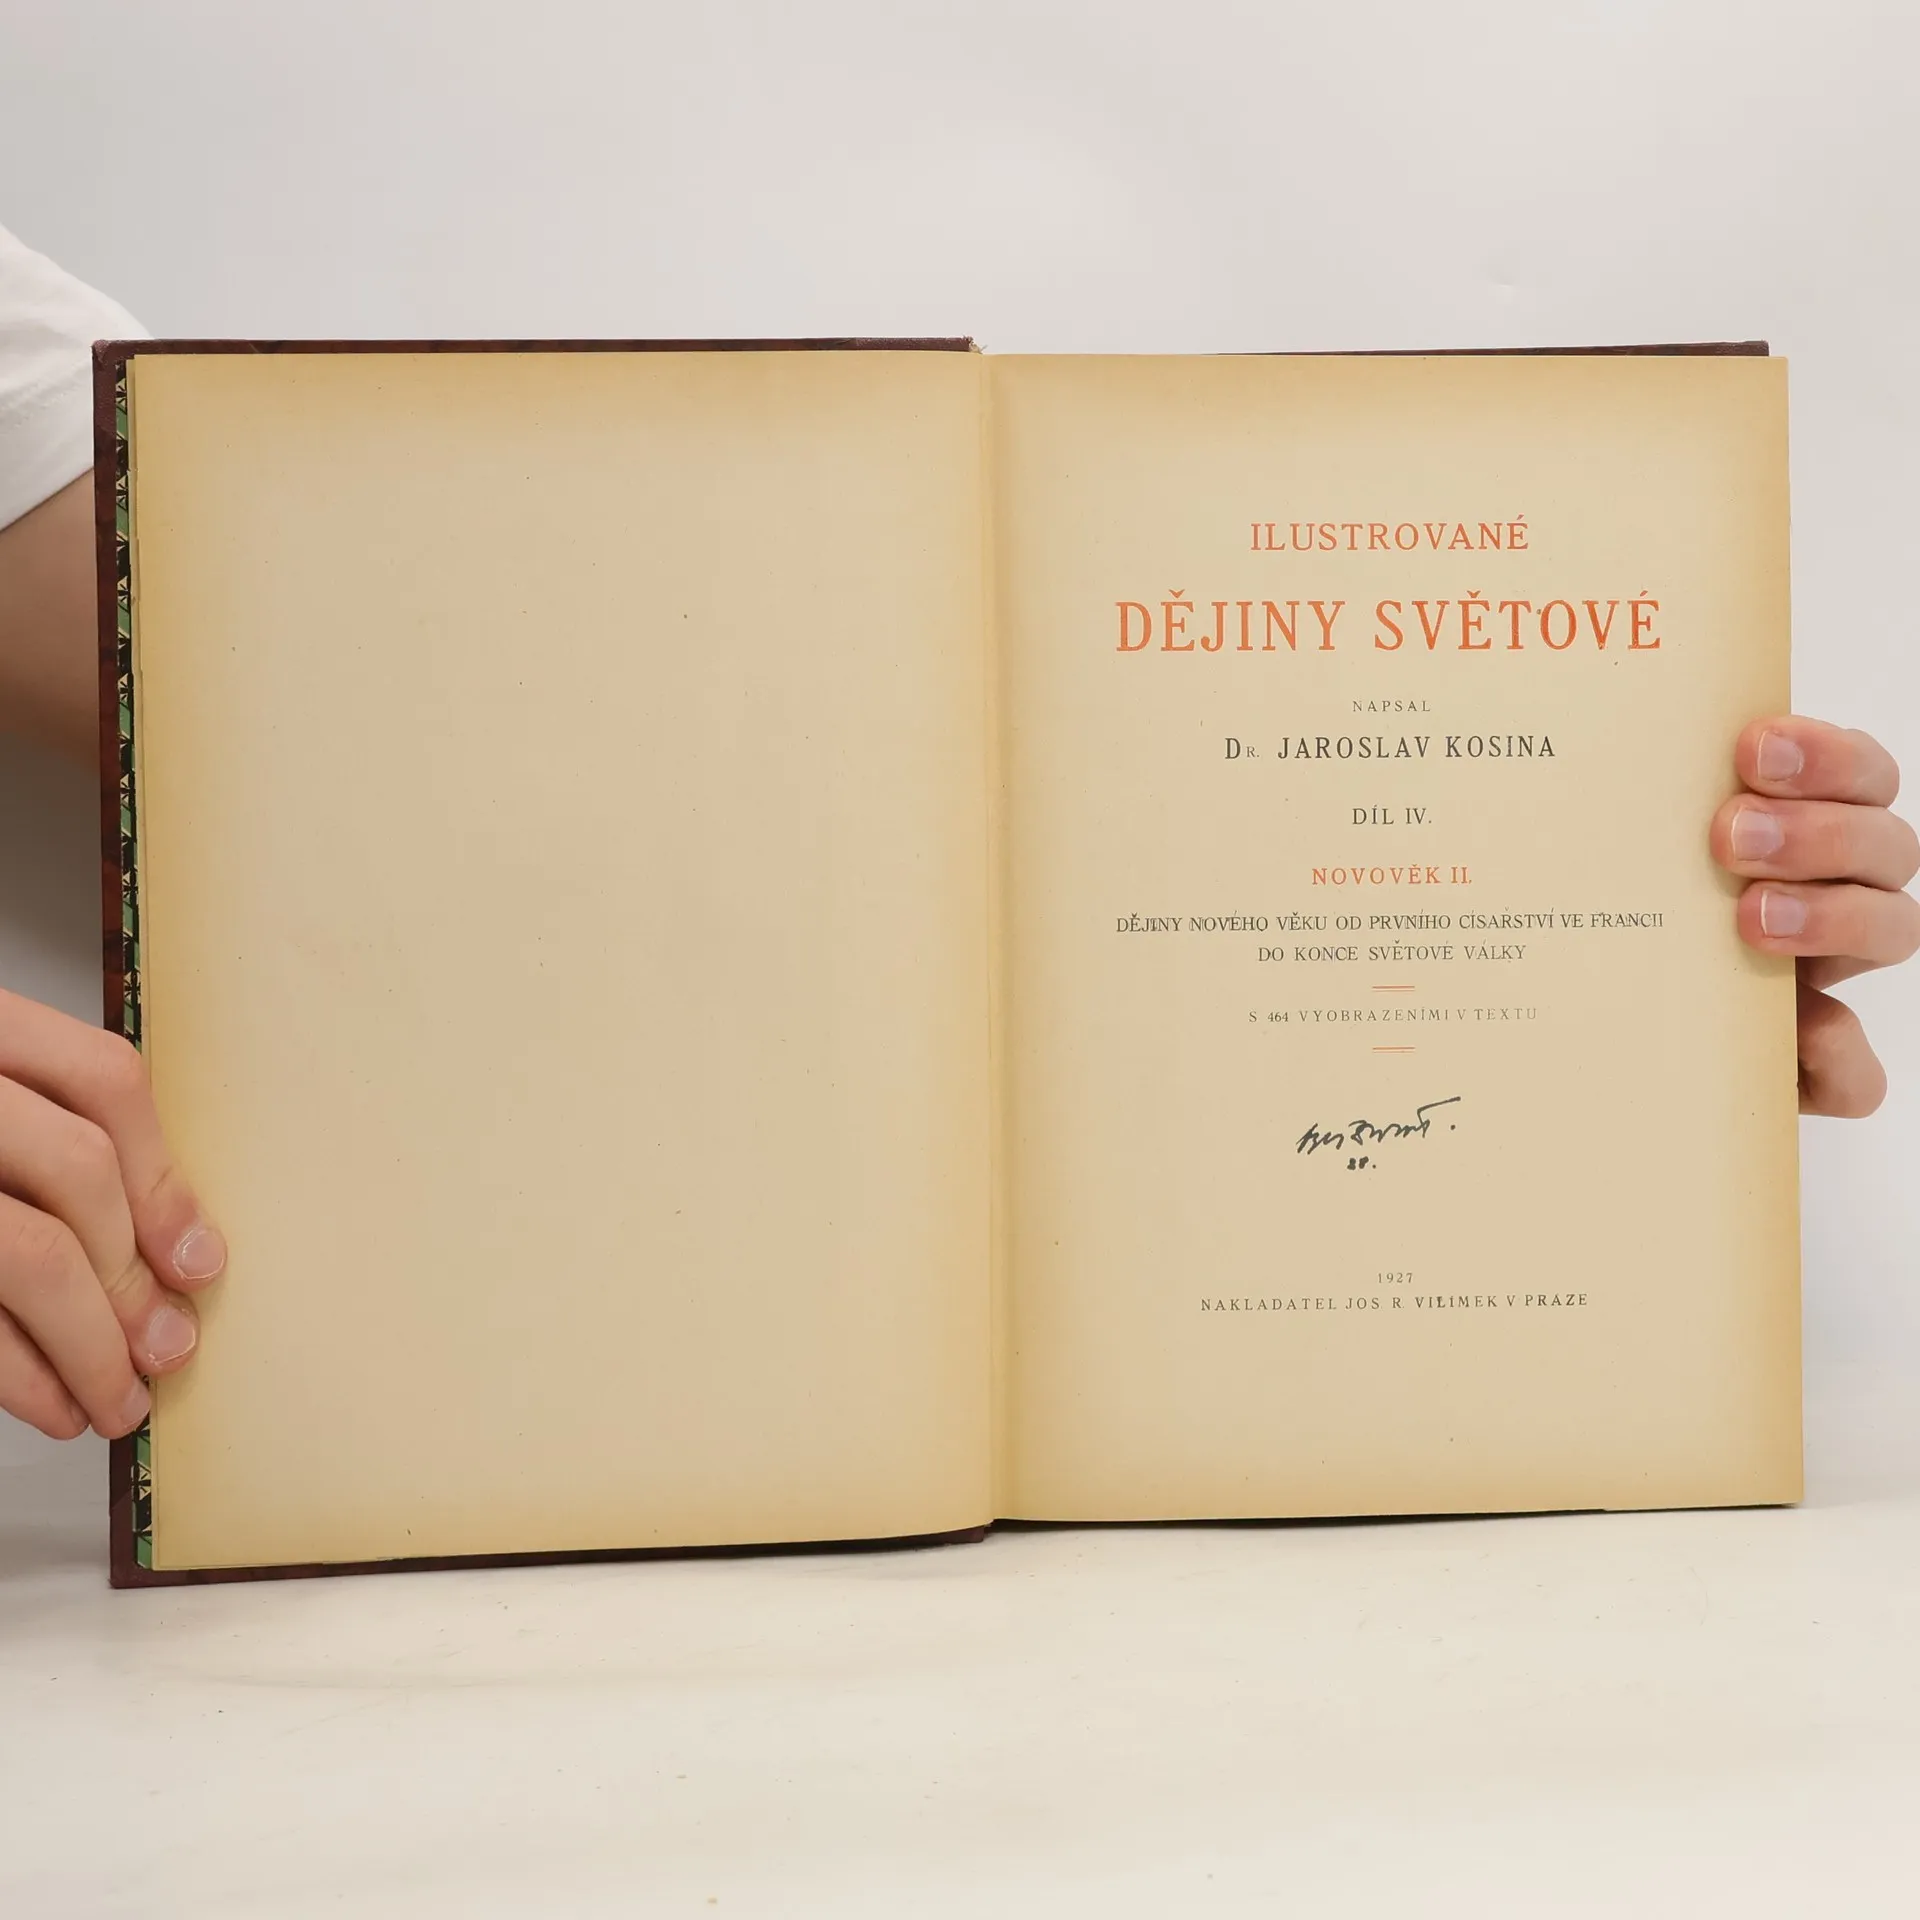 ILUSTROVANÉ
DĚJINY SVĚTOVÉ
NAPSAL
DR. JAROSLAV KOSINA
DÍL IV.
NOVOVĚK II.
DĚJINY NOVÉHO VĚKU OD PRVNÍHO CÍSAŘSTVÍ VE FRANCII
DO KONCE SVĚTOVÉ VÁLKY
S 464 VYOBRAZENÍMI V TEXTU
28.
1927
NAKLADATEL JOS. R. VILÍMEK V PRAZE